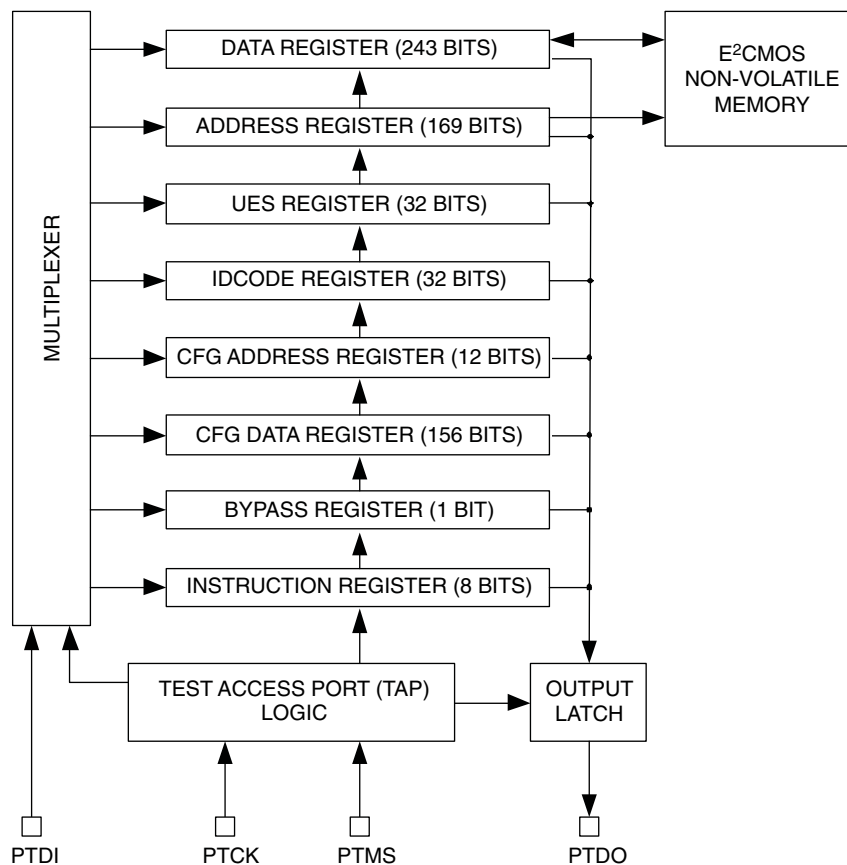 DATA REGISTER (243 BITS)
E²CMOS
NON-VOLATILE
MEMORY
ADDRESS REGISTER (169 BITS)
UES REGISTER (32 BITS)
IDCODE REGISTER (32 BITS)
MULTIPLEXER
CFG ADDRESS REGISTER (12 BITS)
CFG DATA REGISTER (156 BITS)
BYPASS REGISTER (1 BIT)
INSTRUCTION REGISTER (8 BITS)
TEST ACCESS PORT (TAP)
LOGIC
OUTPUT
LATCH
PTDI
PTCK
PTMS
PTDO